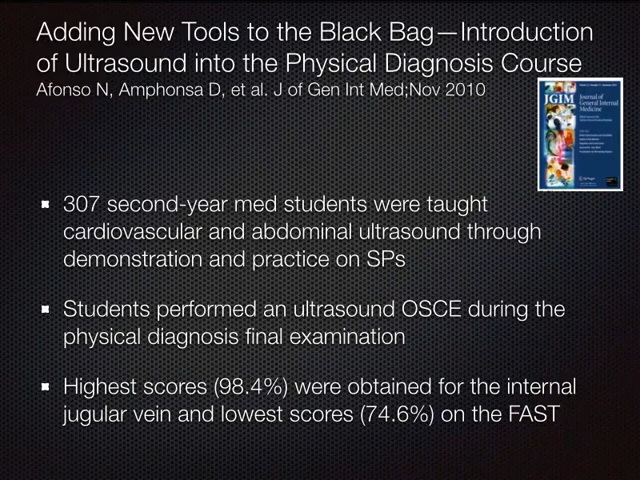 Adding New Tools to the Black Bag—Introduction
of Ultrasound into the Physical Diagnosis Course
Afonso N, Amphonsa D, et al. J of Gen Int Med;Nov 2010
JGIM
Journal of
General Internal
Medicine
307 second-year med students were taught
cardiovascular and abdominal ultrasound through
demonstration and practice on SPs
Students performed an ultrasound OSCE during the
physical diagnosis final examination
Highest scores (98.4%) were obtained for the internal
jugular vein and lowest scores (74.6%) on the FAST